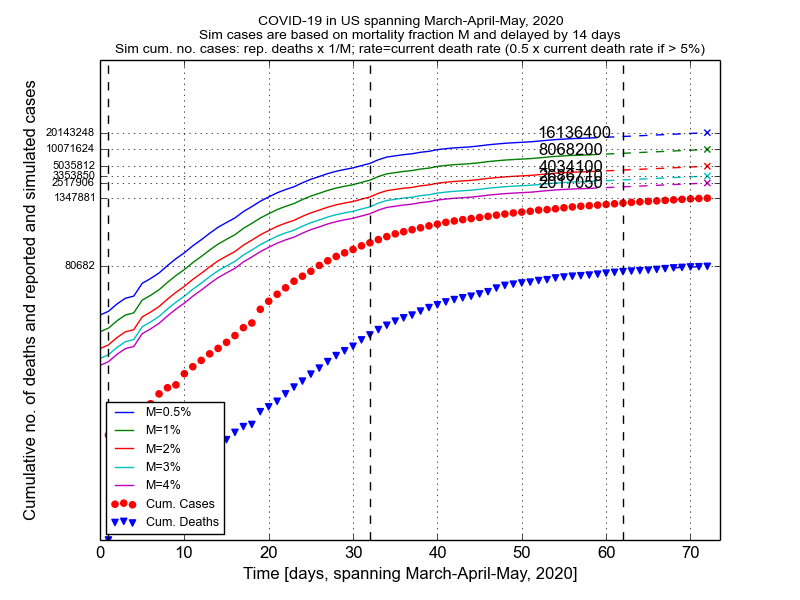 COVID-19 in US spanning March-April-May, 2020
Sim cases are based on mortality fraction M and delayed by 14 days
Sim cum. no. cases: rep. deaths x 1/M; rate=current death rate (0.5 x current death rate if > 5%)
Cumulative no. of deaths and reported and simulated cases
20143248
10071624
5035812
3353850
2517906
1347881
80682
16136400
8068200
4034100
2017050
M=0.5%
M=1%
M=2%
M=3%
M=4%
Cum. Cases
Cum. Deaths
0 10 20 30 40 50 60 70
Time [days, spanning March-April-May, 2020]